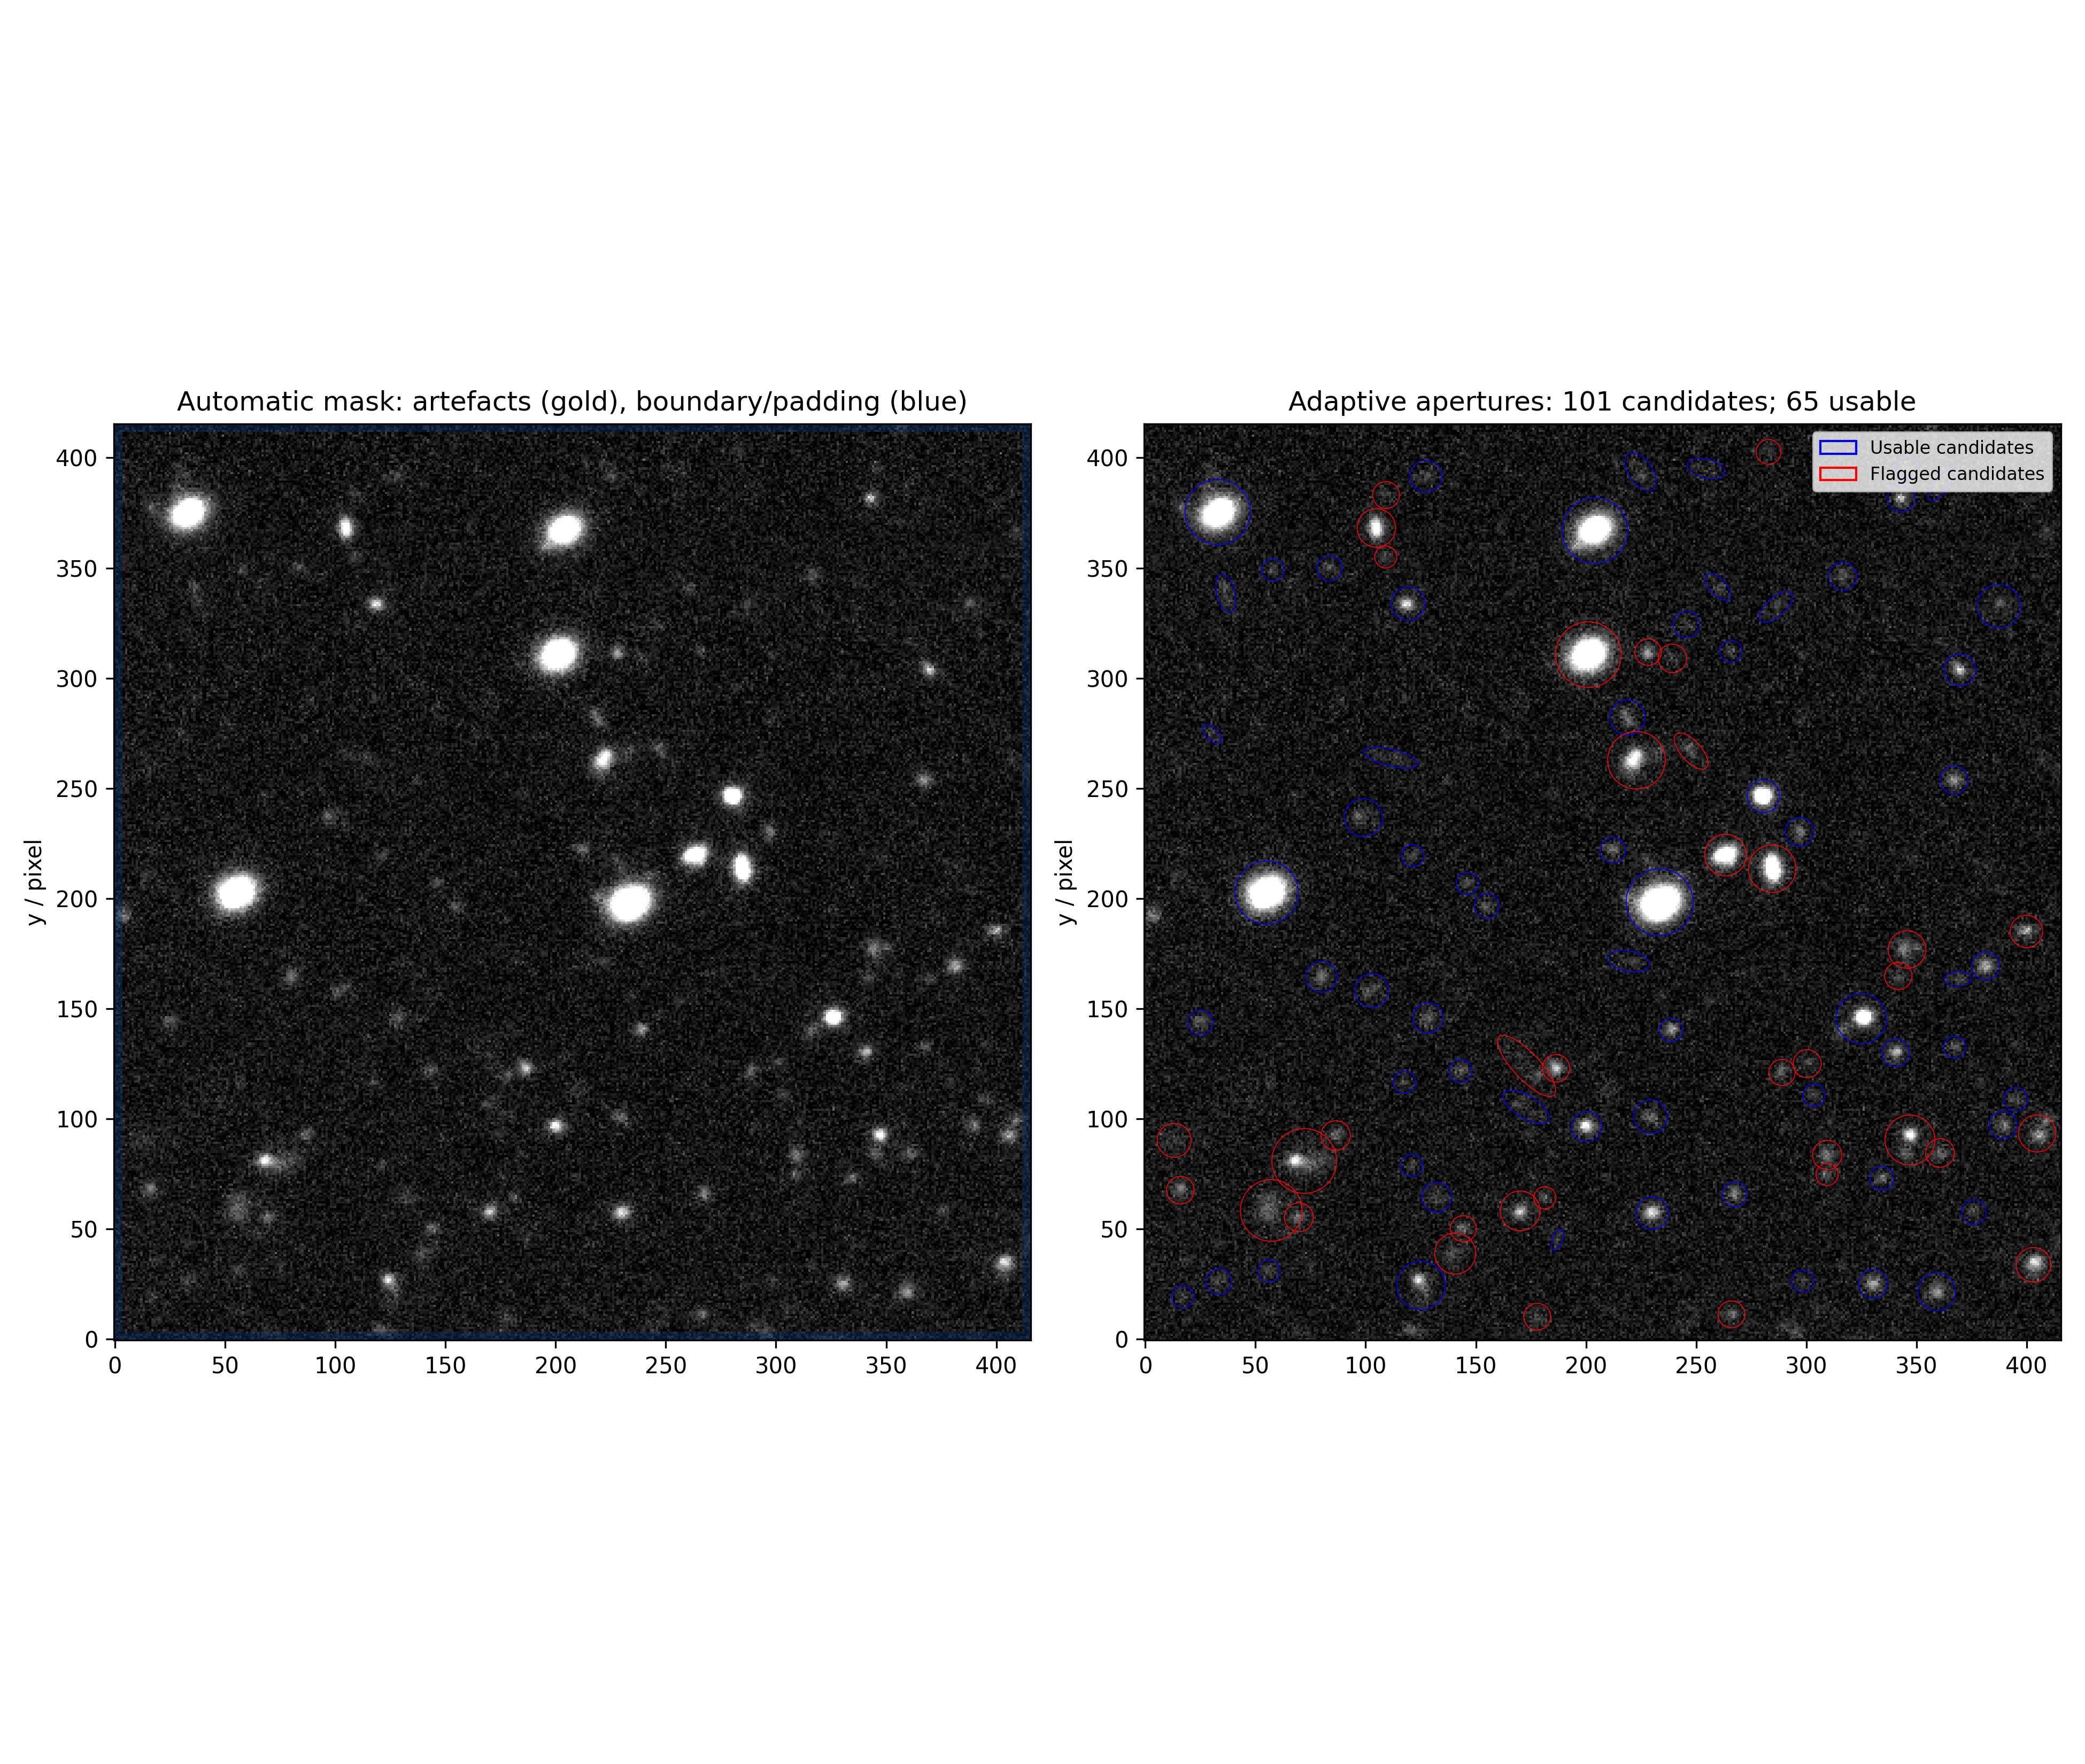 Automatic mask: artefacts (gold), boundary/padding (blue)
400
350
300
250
200
150
100
50
0
y / pixel
0 50 100 150 200 250 300 350 400
Adaptive apertures: 101 candidates; 65 usable
Usable candidates
Flagged candidates
400
350
300
250
200
150
100
50
0
y / pixel
0 50 100 150 200 250 300 350 400